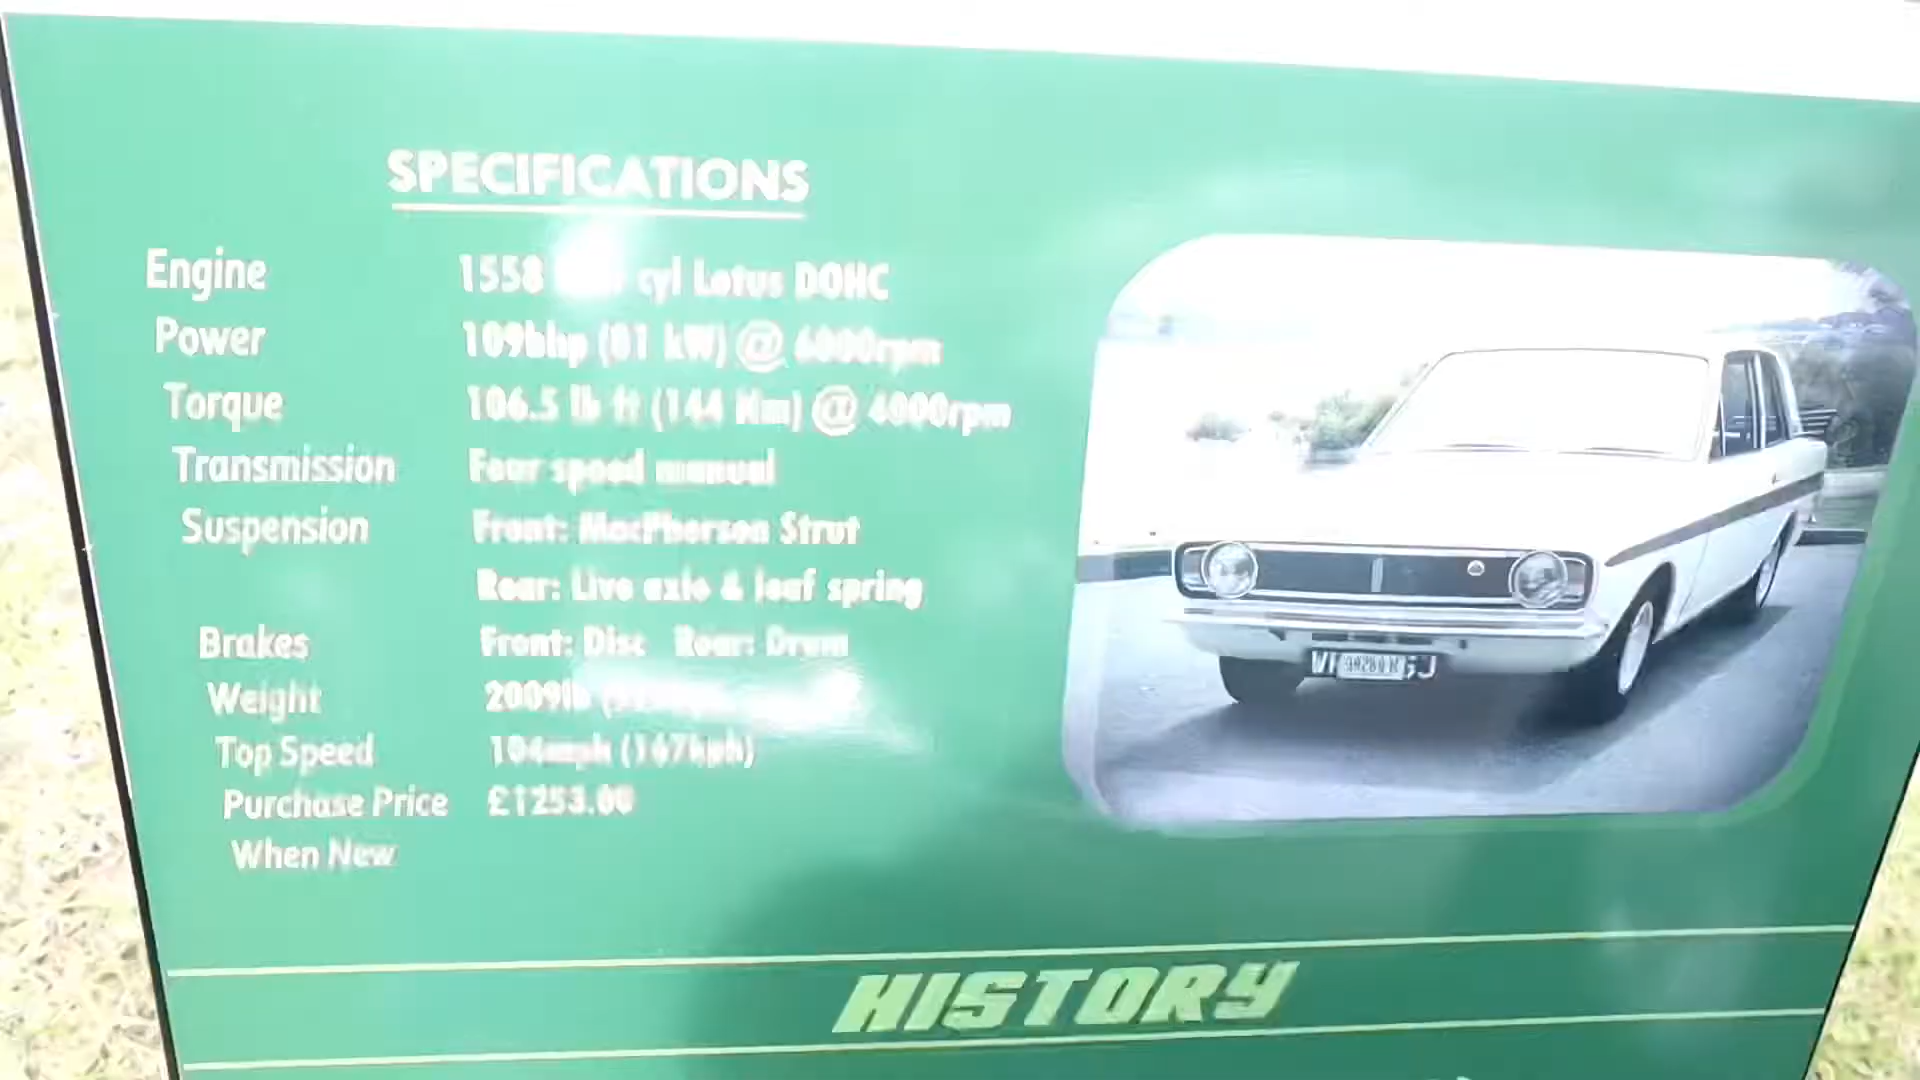 SPECIFICATIONS
Engine 1558 cyl Lotus DOHC
Power 109bhp (81 kW) @ 6000rpm
Torque 106.5 lb ft (144 Nm) @ 4000rpm
Transmission Four speed manual
Suspension Front: MacPherson Strut
Rear: Live axle & leaf spring
Brakes Front: Disc Rear: Drum
Weight 2009lb
Top Speed 104mph (167kph)
Purchase Price £1253.00
When New
HISTORY